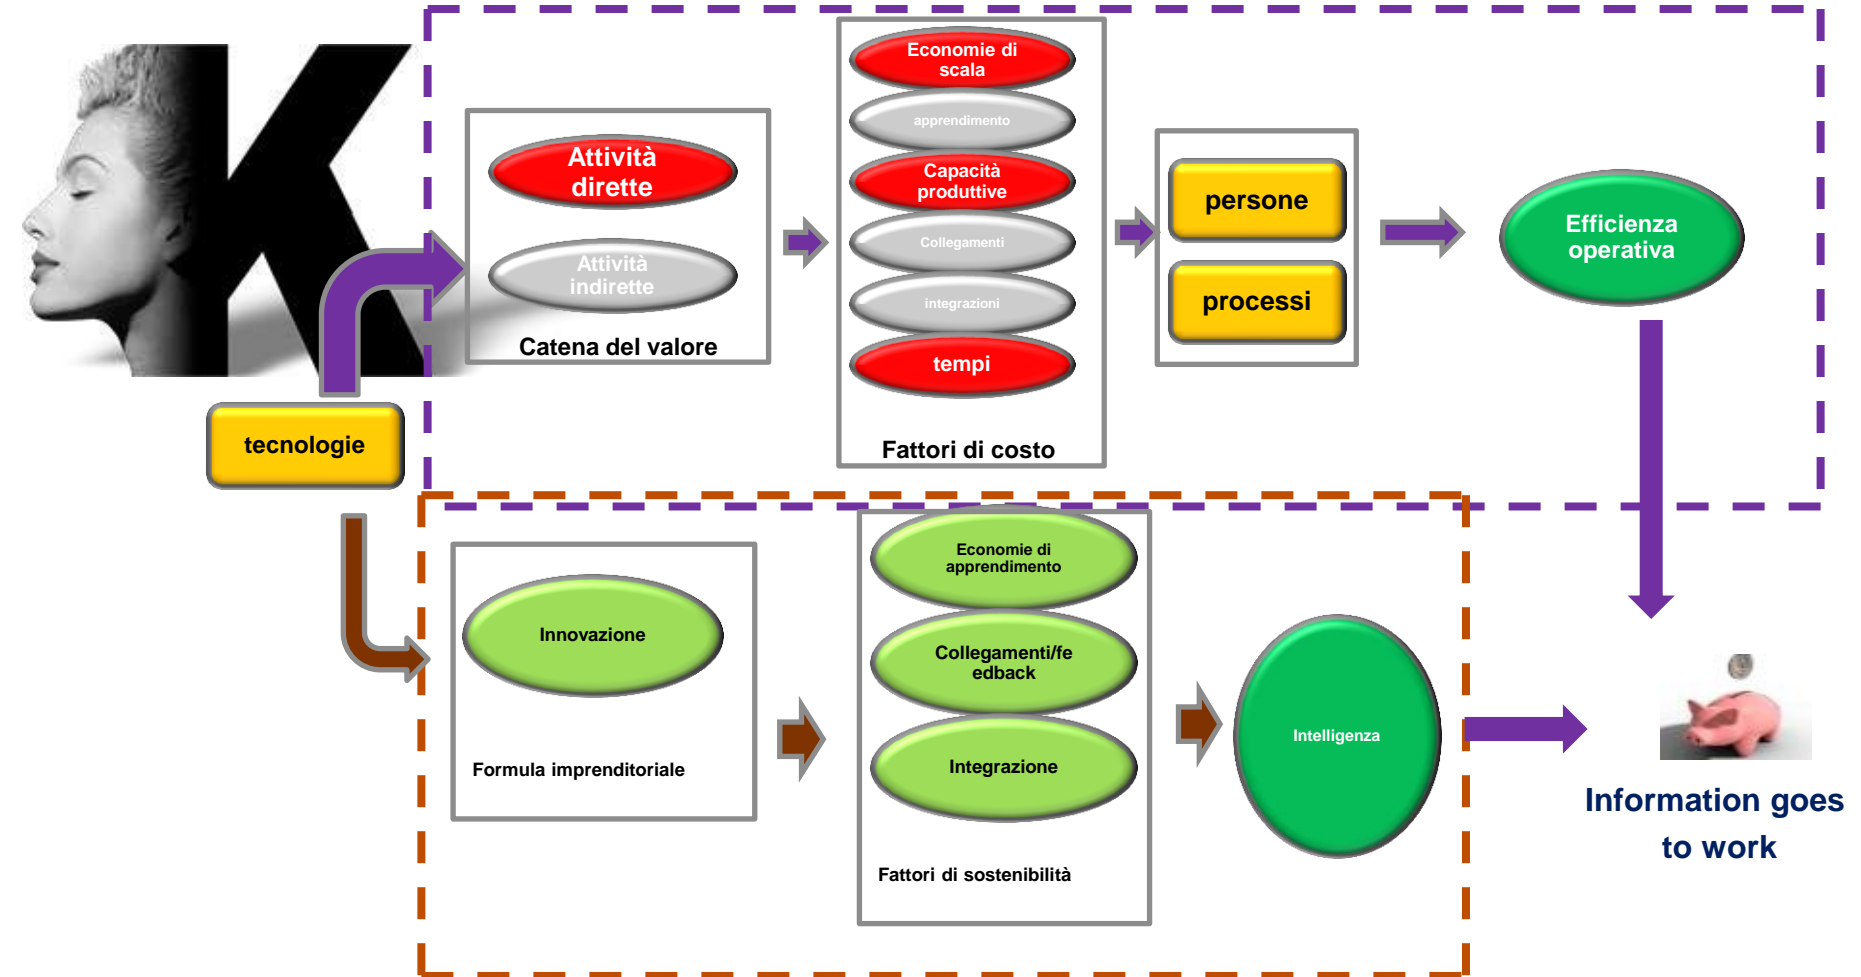 K
Economie di
scala
apprendimento
Capacità
produttive
Collegamenti
integrazioni
tempi
Fattori di costo
Attività
dirette
Attività
indirette
Catena del valore
persone
processi
Efficienza
operativa
tecnologie
Innovazione
Formula imprenditoriale
Economie di
apprendimento
Collegamenti/fe
edback
Integrazione
Fattori di sostenibilità
Intelligenza
Information goes
to work